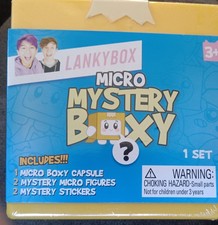 LANKYBOX
3+
MICRO
MYSTERY
BOXY
?
1 SET
INCLUDES!!!
1 MICRO BOXY CAPSULE
2 MYSTERY MICRO FIGURES
2 MYSTERY STICKERS
WARNING:
CHOKING HAZARD-Small parts
Not for children under 3 years